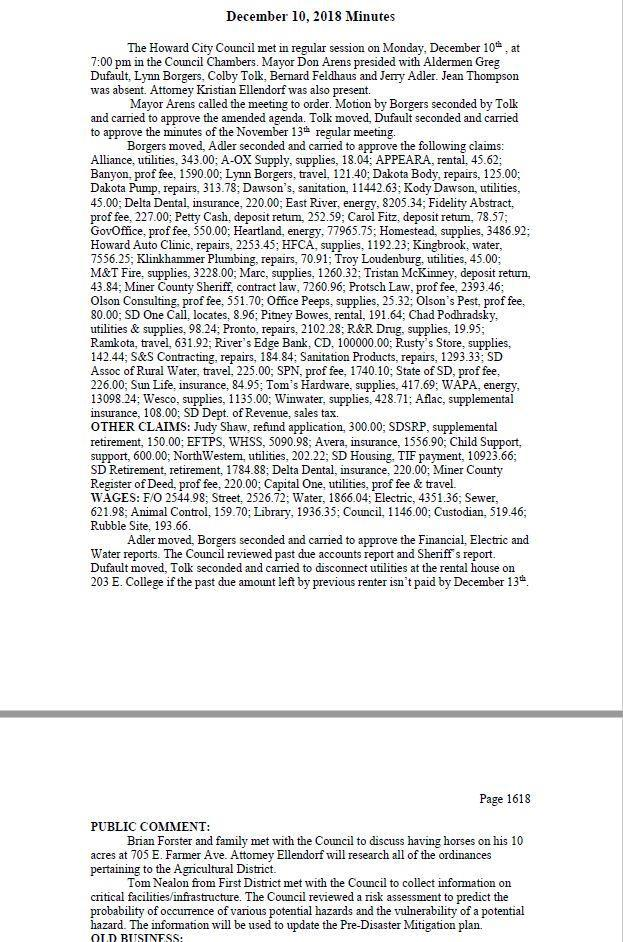 December 10, 2018 Minutes
The Howard City Council met in regular session on Monday, December 10th , at
7:00 pm in the Council Chambers. Mayor Don Arens presided with Aldermen Greg
Dufault, Lynn Borgers, Colby Tolk, Bernard Feldhaus and Jerry Adler. Jean Thompson
was absent. Attorney Kristian Ellendorf was also present.
Mayor Arens called the meeting to order. Motion by Borgers seconded by Tolk
and carried to approve the amended agenda. Tolk moved, Dufault seconded and carried
to approve the minutes of the November 13th regular meeting.
Borgers moved, Adler seconded and carried to approve the following claims:
Alliance, utilities, 343.00; A-OX Supply, supplies, 18.04; APPEARA, rental, 45.62;
Banyon, prof fee, 1590.00; Lynn Borgers, travel, 121.40; Dakota Body, repairs, 125.00;
Dakota Pump, repairs, 313.78; Dawson's, sanitation, 11442.63; Kody Dawson, utilities,
45.00; Delta Dental, insurance, 220.00; East River, energy, 8205.34; Fidelity Abstract,
prof fee, 227.00; Petty Cash, deposit return, 252.59; Carol Fitz, deposit return, 78.57;
GovOffice, prof fee, 550.00; Heartland, energy, 77965.75; Homestead, supplies, 3486.92;
Howard Auto Clinic, repairs, 2253.45; HFCA, supplies, 1192.23; Kingbrook, water,
7556.25; Klinkhammer Plumbing, repairs, 70.91; Troy Loudenburg, utilities, 45.00;
M&T Fire, supplies, 3228.00; Marc, supplies, 1260.32; Tristan McKinney, deposit return,
43.84; Miner County Sheriff, contract law, 7260.96; Protsch Law, prof fee, 2393.46;
Olson Consulting, prof fee, 551.70; Office Peeps, supplies, 25.32; Olson's Pest, prof fee,
80.00; SD One Call, locates, 8.96; Pitney Bowes, rental, 191.64; Chad Podhradsky,
utilities & supplies, 98.24; Pronto, repairs, 2102.28; R&R Drug, supplies, 19.95;
Ramkota, travel, 631.92; River's Edge Bank, CD, 100000.00; Rusty's Store, supplies,
142.44; S&S Contracting, repairs, 184.84; Sanitation Products, repairs, 1293.33; SD
Assoc of Rural Water, travel, 225.00; SPN, prof fee, 1740.10; State of SD, prof fee,
226.00; Sun Life, insurance, 84.95; Tom's Hardware, supplies, 417.69; WAPA, energy,
13098.24; Wesco, supplies, 1135.00; Winwater, supplies, 428.71; Aflac, supplemental
insurance, 108.00; SD Dept. of Revenue, sales tax.
OTHER CLAIMS: Judy Shaw, refund application, 300.00; SDSRP, supplemental
retirement, 150.00; EFTPS, WHSS, 5090.98; Avera, insurance, 1556.90; Child Support,
support, 600.00; NorthWestern, utilities, 202.22; SD Housing, TIF payment, 10923.66;
SD Retirement, retirement, 1784.88; Delta Dental, insurance, 220.00; Miner County
Register of Deed, prof fee, 220.00; Capital One, utilities, prof fee & travel.
WAGES: F/O 2544.98; Street, 2526.72; Water, 1866.04; Electric, 4351.36; Sewer,
621.98; Animal Control, 159.70; Library, 1936.35; Council, 1146.00; Custodian, 519.46;
Rubble Site, 193.66.
Adler moved, Borgers seconded and carried to approve the Financial, Electric and
Water reports. The Council reviewed past due accounts report and Sheriff's report.
Dufault moved, Tolk seconded and carried to disconnect utilities at the rental house on
203 E. College if the past due amount left by previous renter isn't paid by December 13th.
Page 1618
PUBLIC COMMENT:
Brian Forster and family met with the Council to discuss having horses on his 10
acres at 705 E. Farmer Ave. Attorney Ellendorf will research all of the ordinances
pertaining to the Agricultural District.
Tom Nealon from First District met with the Council to collect information on
critical facilities/infrastructure. The Council reviewed a risk assessment to predict the
probability of occurrence of various potential hazards and the vulnerability of a potential
hazard. The information will be used to update the Pre-Disaster Mitigation plan.
OLD BUSINESS: